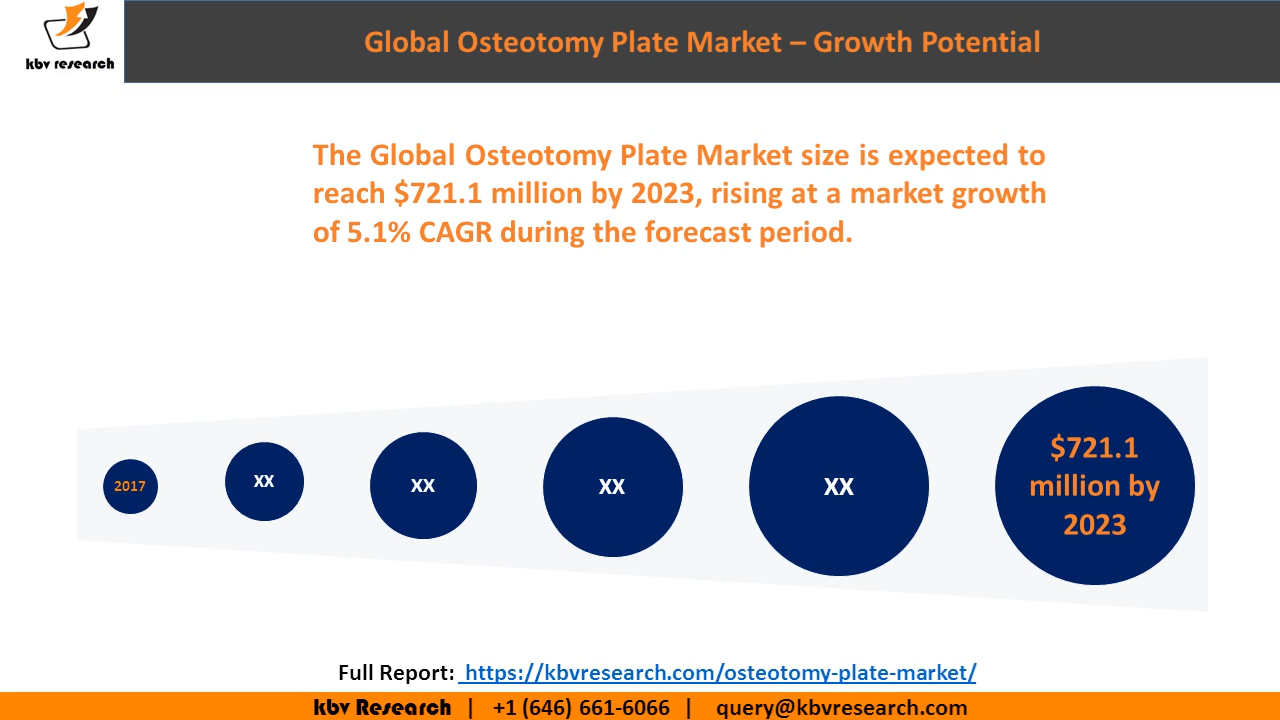 kbv research
Global Osteotomy Plate Market – Growth Potential
The Global Osteotomy Plate Market size is expected to
reach $721.1 million by 2023, rising at a market growth
of 5.1% CAGR during the forecast period.
2017
XX
XX
XX
XX
$721.1
million by
2023
Full Report: https://kbvresearch.com/osteotomy-plate-market/
kbv Research | +1 (646) 661-6066 | query@kbvresearch.com